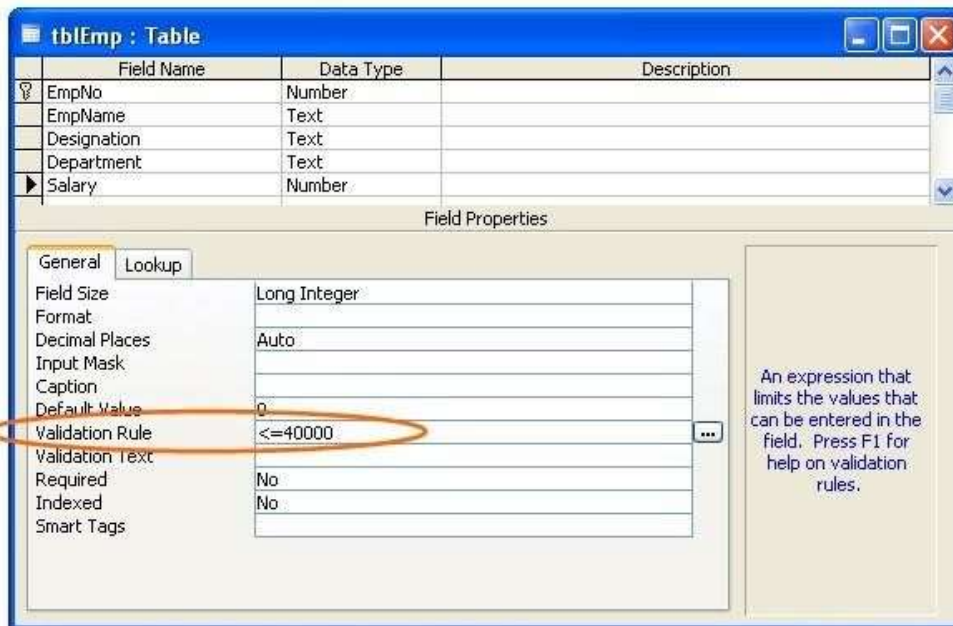 tblEmp : Table
Field Name Data Type Description
EmpNo Number
EmpName Text
Designation Text
Department Text
Salary Number
Field Properties
General Lookup
Field Size Long Integer
Format
Decimal Places Auto
Input Mask
Caption
Default Value 0
Validation Rule <=40000 ...
Validation Text
Required No
Indexed No
Smart Tags
An expression that
limits the values that
can be entered in the
field. Press F1 for
help on validation
rules.